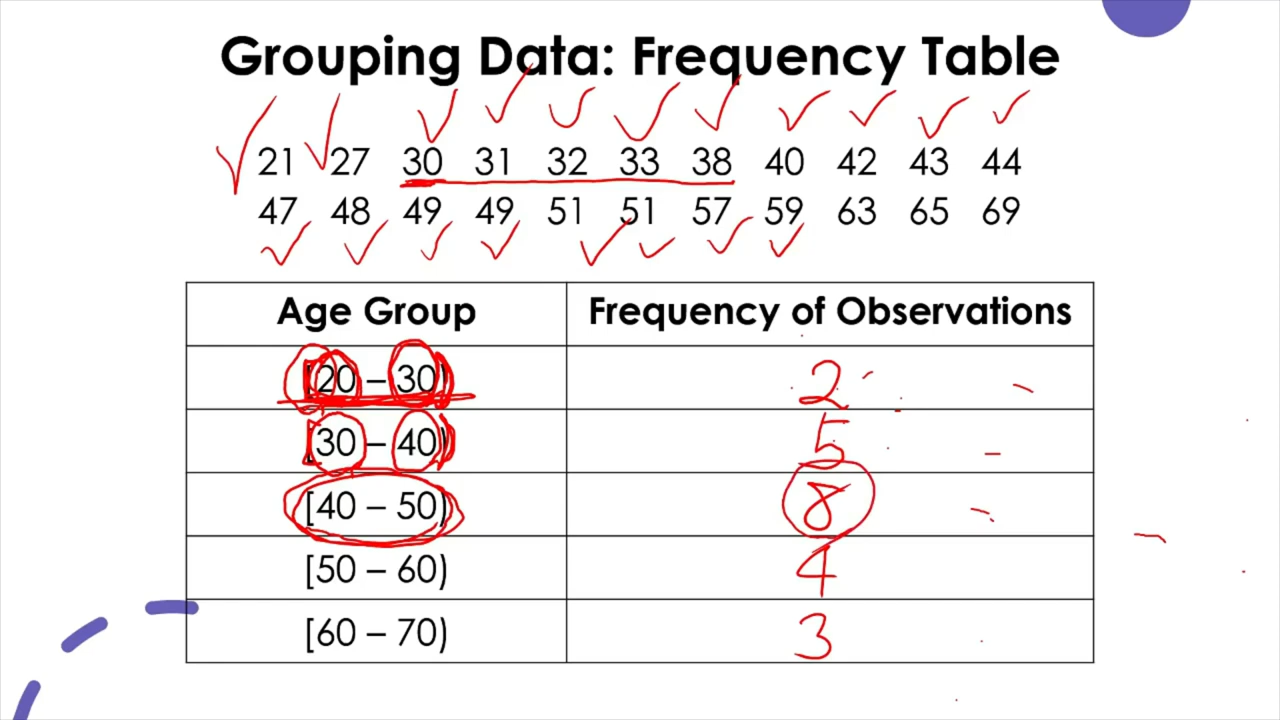 Grouping Data: Frequency Table
21 27 30 31 32 33 38 40 42 43 44
47 48 49 49 51 51 57 59 63 65 69
Age Group Frequency of Observations
[20 – 30) 2
[30 – 40) 5
[40 – 50) 8
[50 – 60) 4
[60 – 70) 3